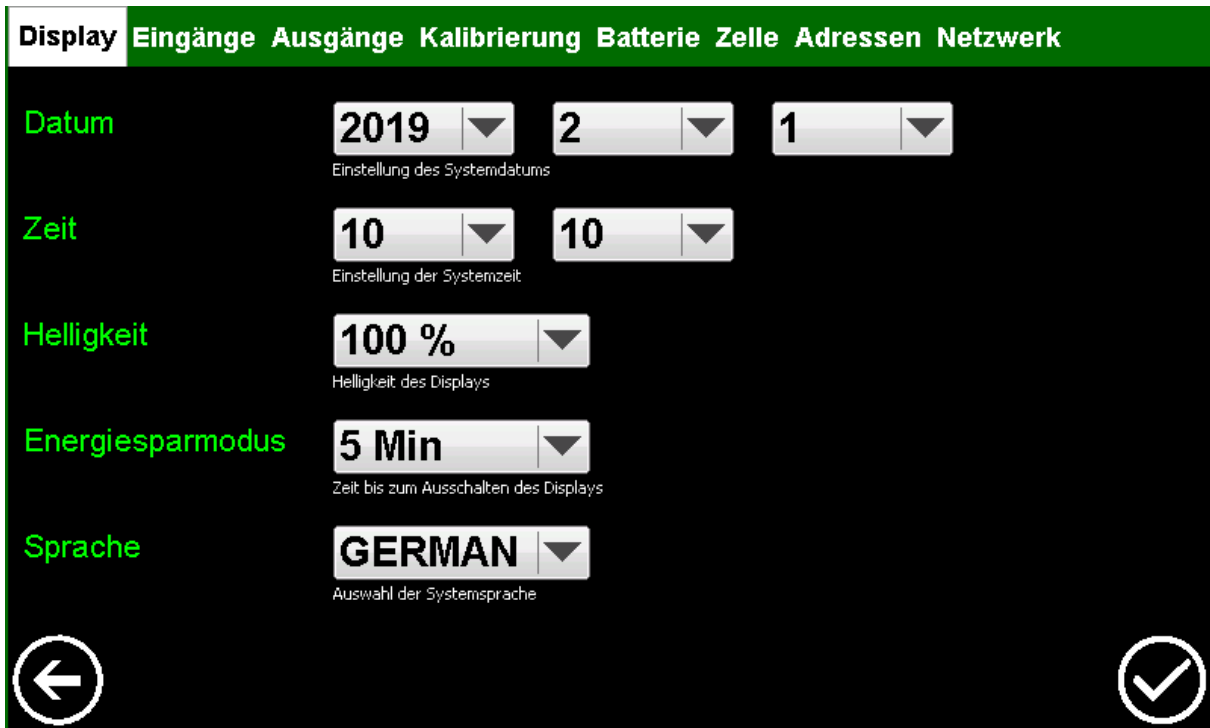 Display Eingänge Ausgänge Kalibrierung Batterie Zelle Adressen Netzwerk
Datum 2019 2 1
Einstellung des Systemdatums
Zeit 10 10
Einstellung der Systemzeit
Helligkeit 100 %
Helligkeit des Displays
Energiesparmodus 5 Min
Zeit bis zum Ausschalten des Displays
Sprache GERMAN
Auswahl der Systemsprache